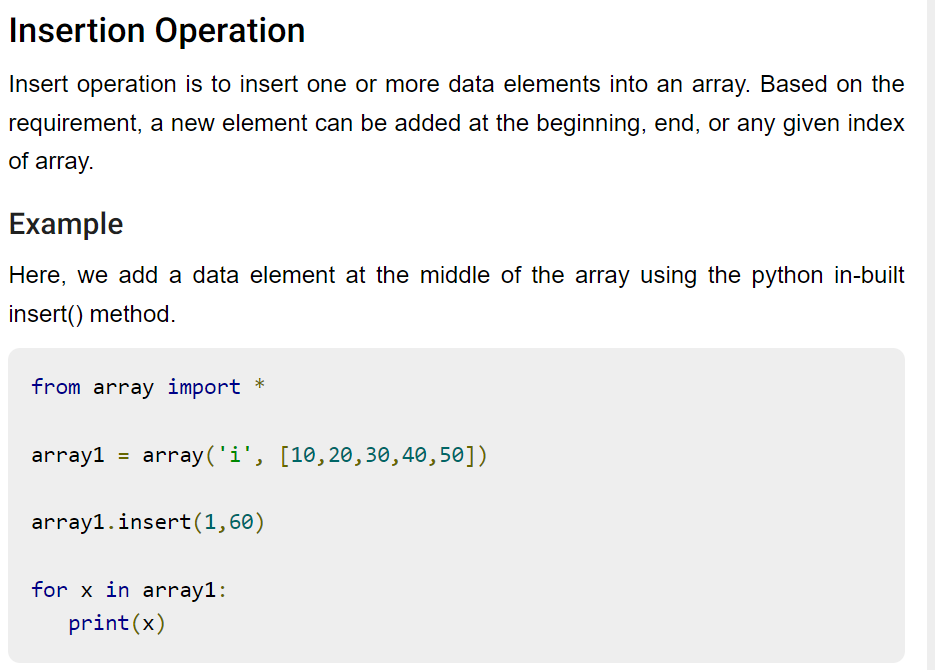 Insertion Operation
Insert operation is to insert one or more data elements into an array. Based on the
requirement, a new element can be added at the beginning, end, or any given index
of array.
Example
Here, we add a data element at the middle of the array using the python in-built
insert() method.
from array import *
array1 = array('i', [10,20,30,40,50])
array1.insert(1,60)
for x in array1:
   print(x)